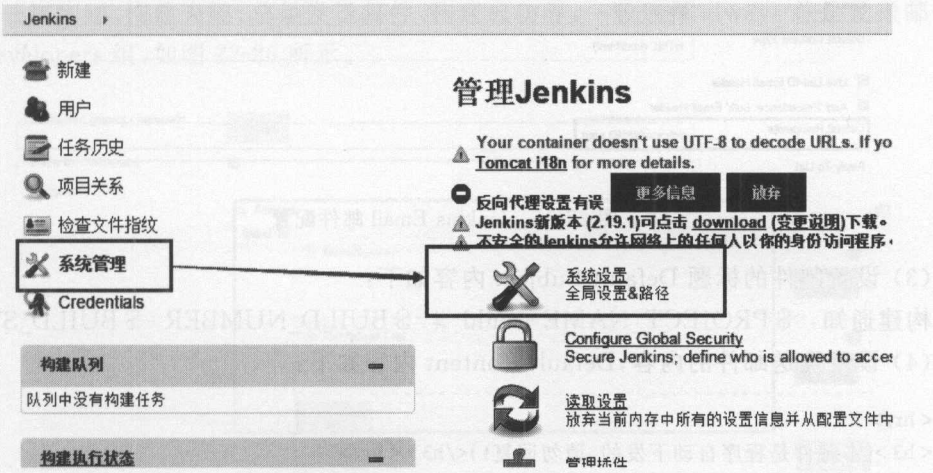 Jenkins
新建
用户
任务历史
项目关系
检查文件指纹
系统管理
Credentials
构建队列
队列中没有构建任务
构建执行状态
管理Jenkins
Your container doesn't use UTF-8 to decode URLs. If yo
Tomcat i18n for more details.
反向代理设置有误
更多信息
放弃
Jenkins新版本 (2.19.1)可点击 download (变更说明)下载。
不安全的Jenkins允许网络上的任何人以你的身份访问程序
系统设置
全局设置&路径
Configure Global Security
Secure Jenkins; define who is allowed to acces
读取设置
放弃当前内存中所有的设置信息并从配置文件中
管理插件